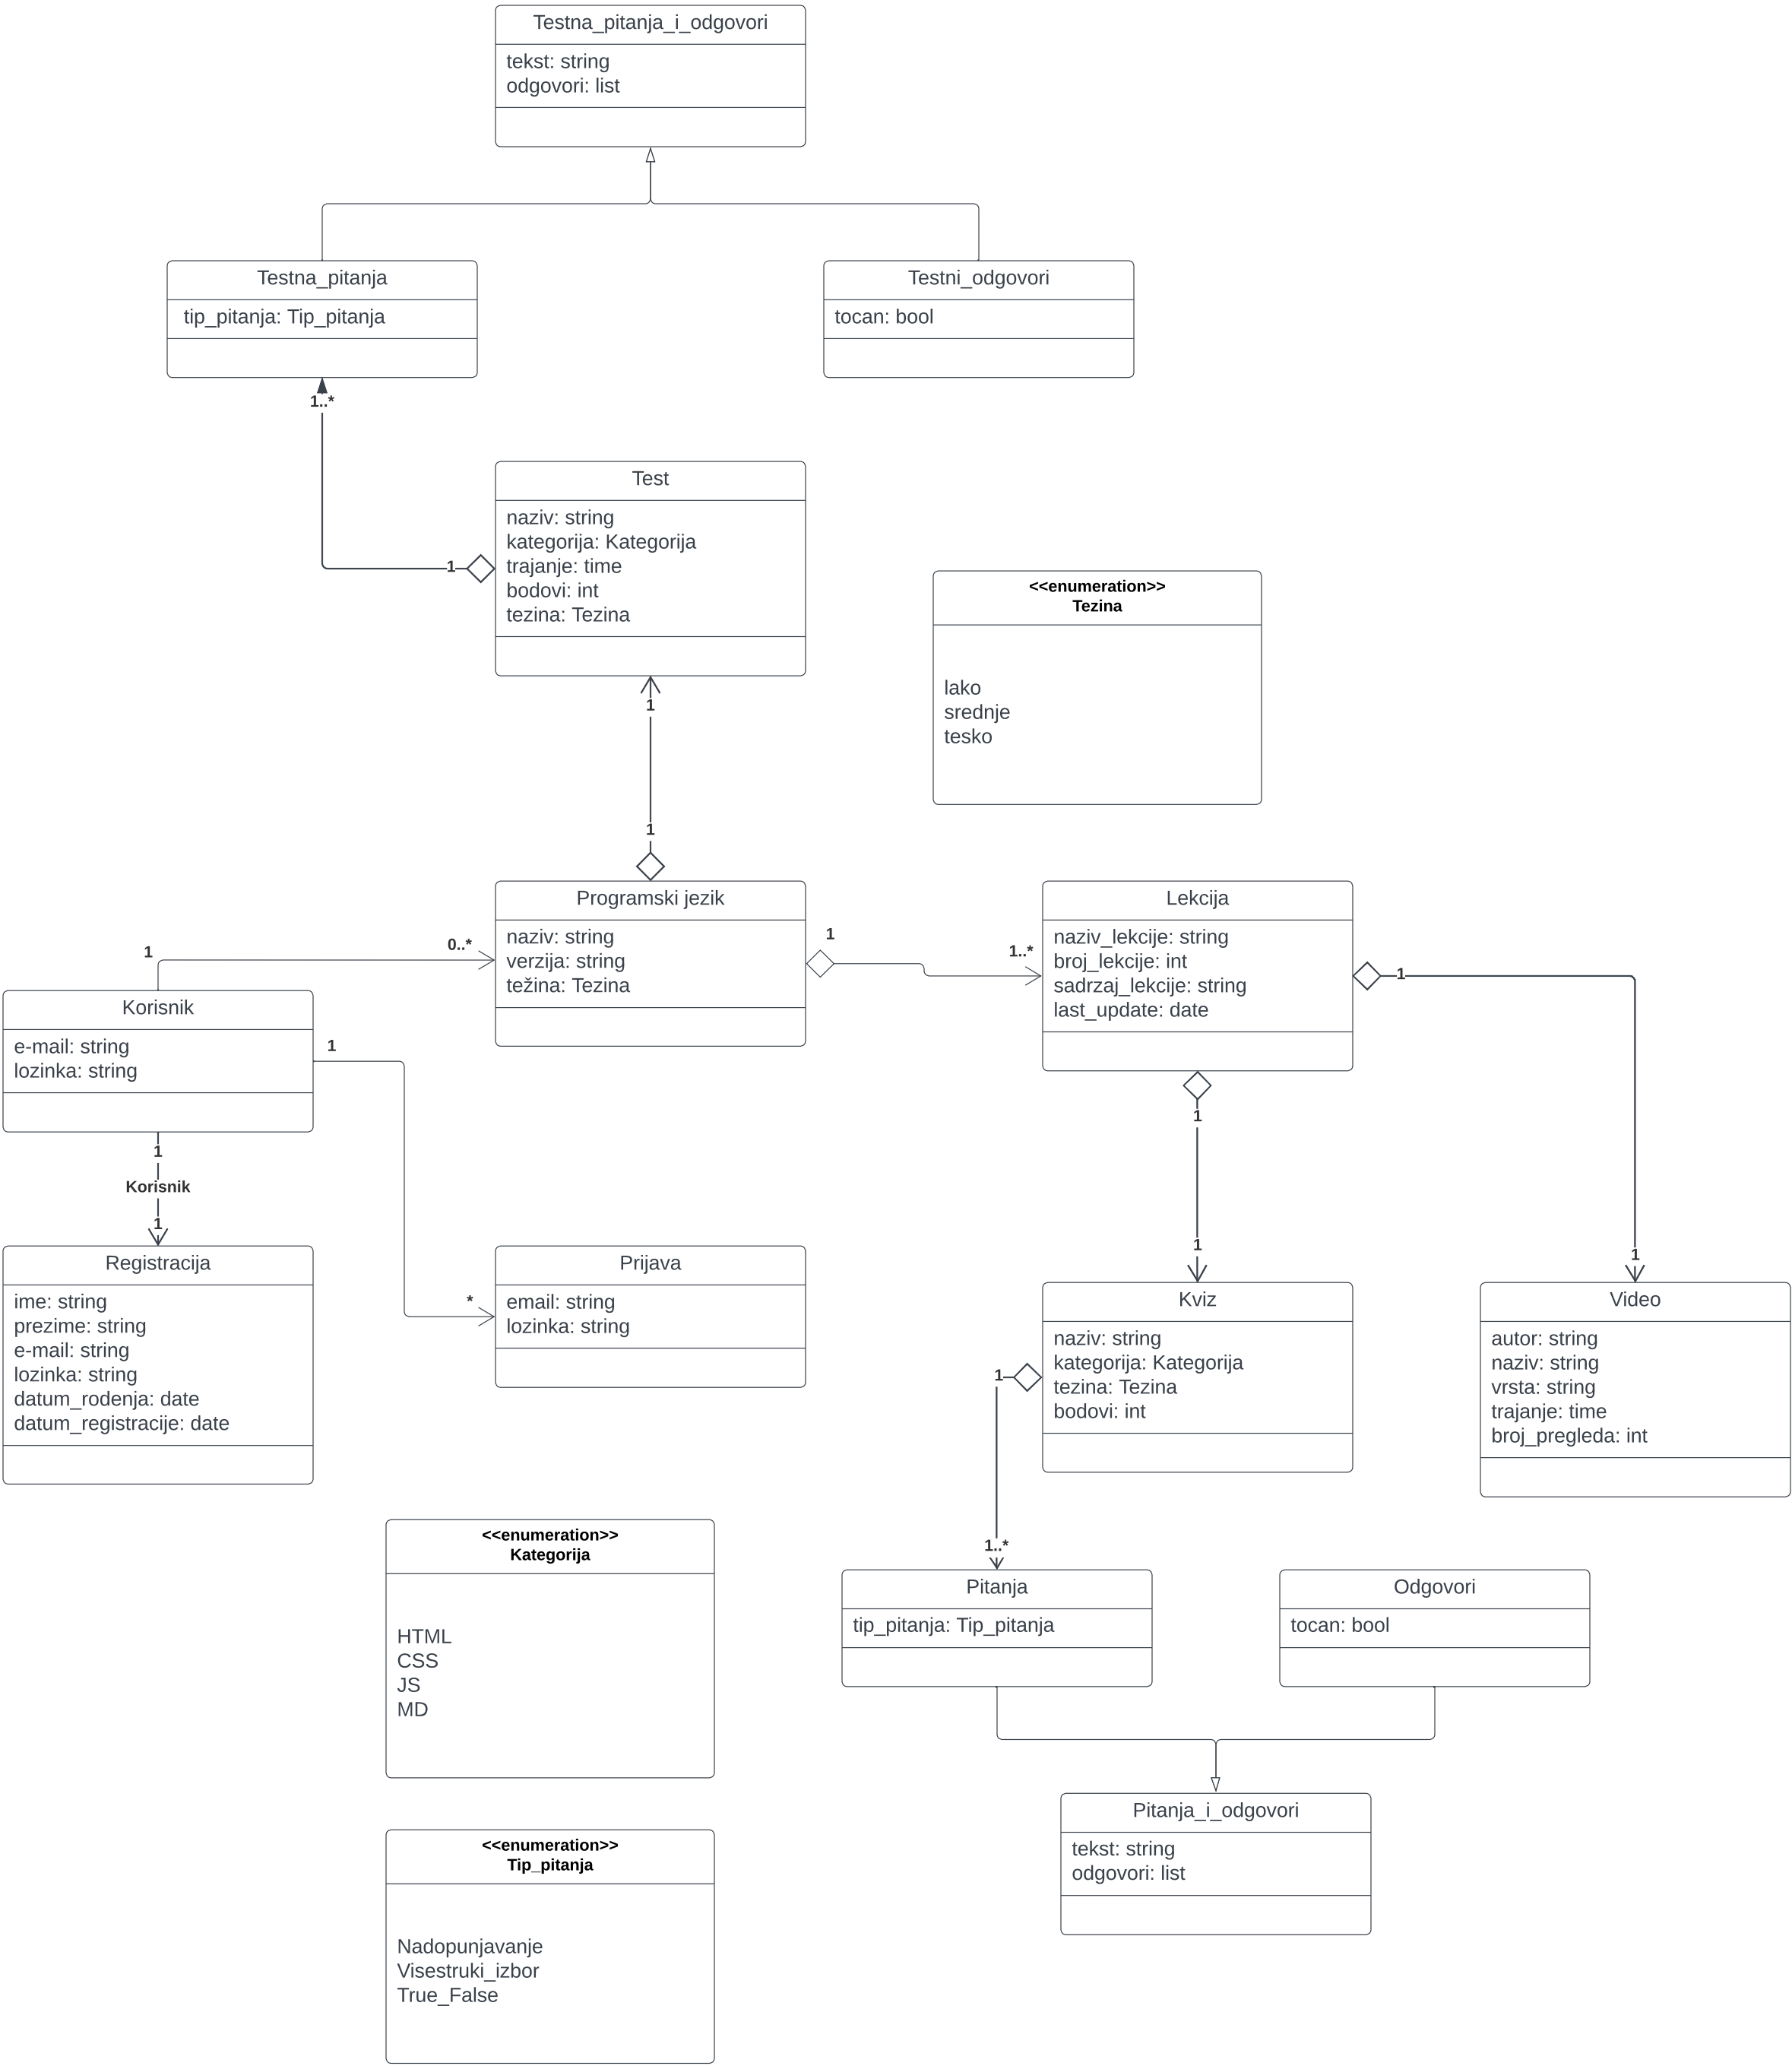 Testna_pitanja_i_odgovori
tekst: string
odgovori: list
Testna_pitanja
tip_pitanja: Tip_pitanja
Testni_odgovori
tocan: bool
1..*
1
Test
naziv: string
kategorija: Kategorija
trajanje: time
bodovi: int
tezina: Tezina
<<enumeration>>
Tezina
lako
srednje
tesko
1
1
Programski jezik
naziv: string
verzija: string
težina: Tezina
1
1..*
Lekcija
naziv_lekcije: string
broj_lekcije: int
sadrzaj_lekcije: string
last_update: date
1
1
0..*
Korisnik
e-mail: string
lozinka: string
1
1
Korisnik
1
1
1
1
Registracija
ime: string
prezime: string
e-mail: string
lozinka: string
datum_rodenja: date
datum_registracije: date
*
Prijava
email: string
lozinka: string
Kviz
naziv: string
kategorija: Kategorija
tezina: Tezina
bodovi: int
Video
autor: string
naziv: string
vrsta: string
trajanje: time
broj_pregleda: int
1
1..*
<<enumeration>>
Kategorija
HTML
CSS
JS
MD
Pitanja
tip_pitanja: Tip_pitanja
Odgovori
tocan: bool
Pitanja_i_odgovori
tekst: string
odgovori: list
<<enumeration>>
Tip_pitanja
Nadopunjavanje
Visestruki_izbor
True_False